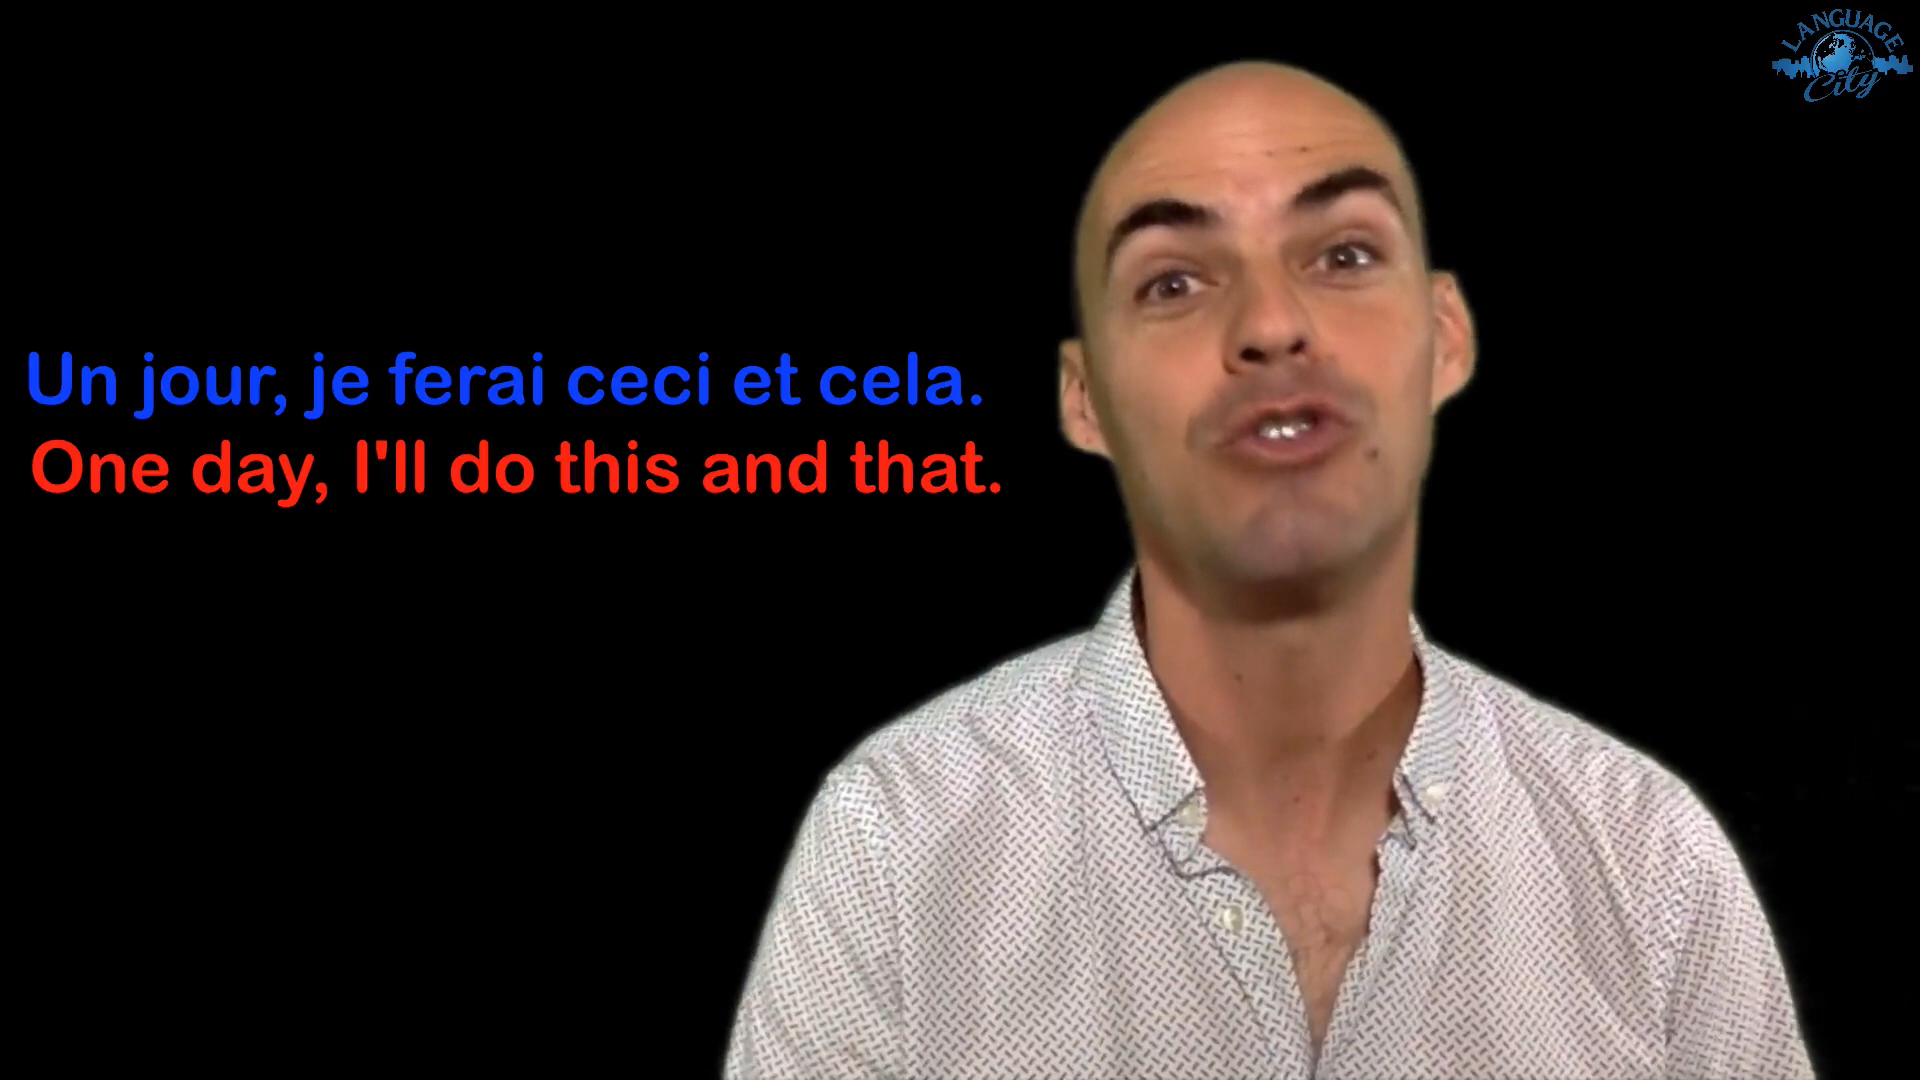 LANGUAGE
City
Un jour, je ferai ceci et cela.
One day, I'll do this and that.